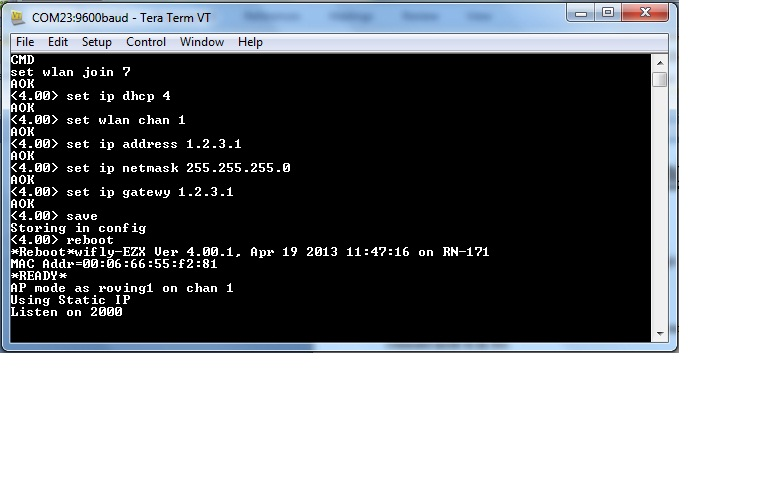 COM23:9600baud - Tera Term VT
File Edit Setup Control Window Help
CMD
set wlan join 7
AOK
<4.00> set ip dhcp 4
AOK
<4.00> set wlan chan 1
AOK
<4.00> set ip address 1.2.3.1
AOK
<4.00> set ip netmask 255.255.255.0
AOK
<4.00> set ip gatewy 1.2.3.1
AOK
<4.00> save
Storing in config
<4.00> reboot
*Reboot*wifly-EZX Ver 4.00.1, Apr 19 2013 11:47:16 on RN-171
MAC Addr=00:06:66:55:f2:81
*READY*
AP mode as roving1 on chan 1
Using Static IP
Listen on 2000